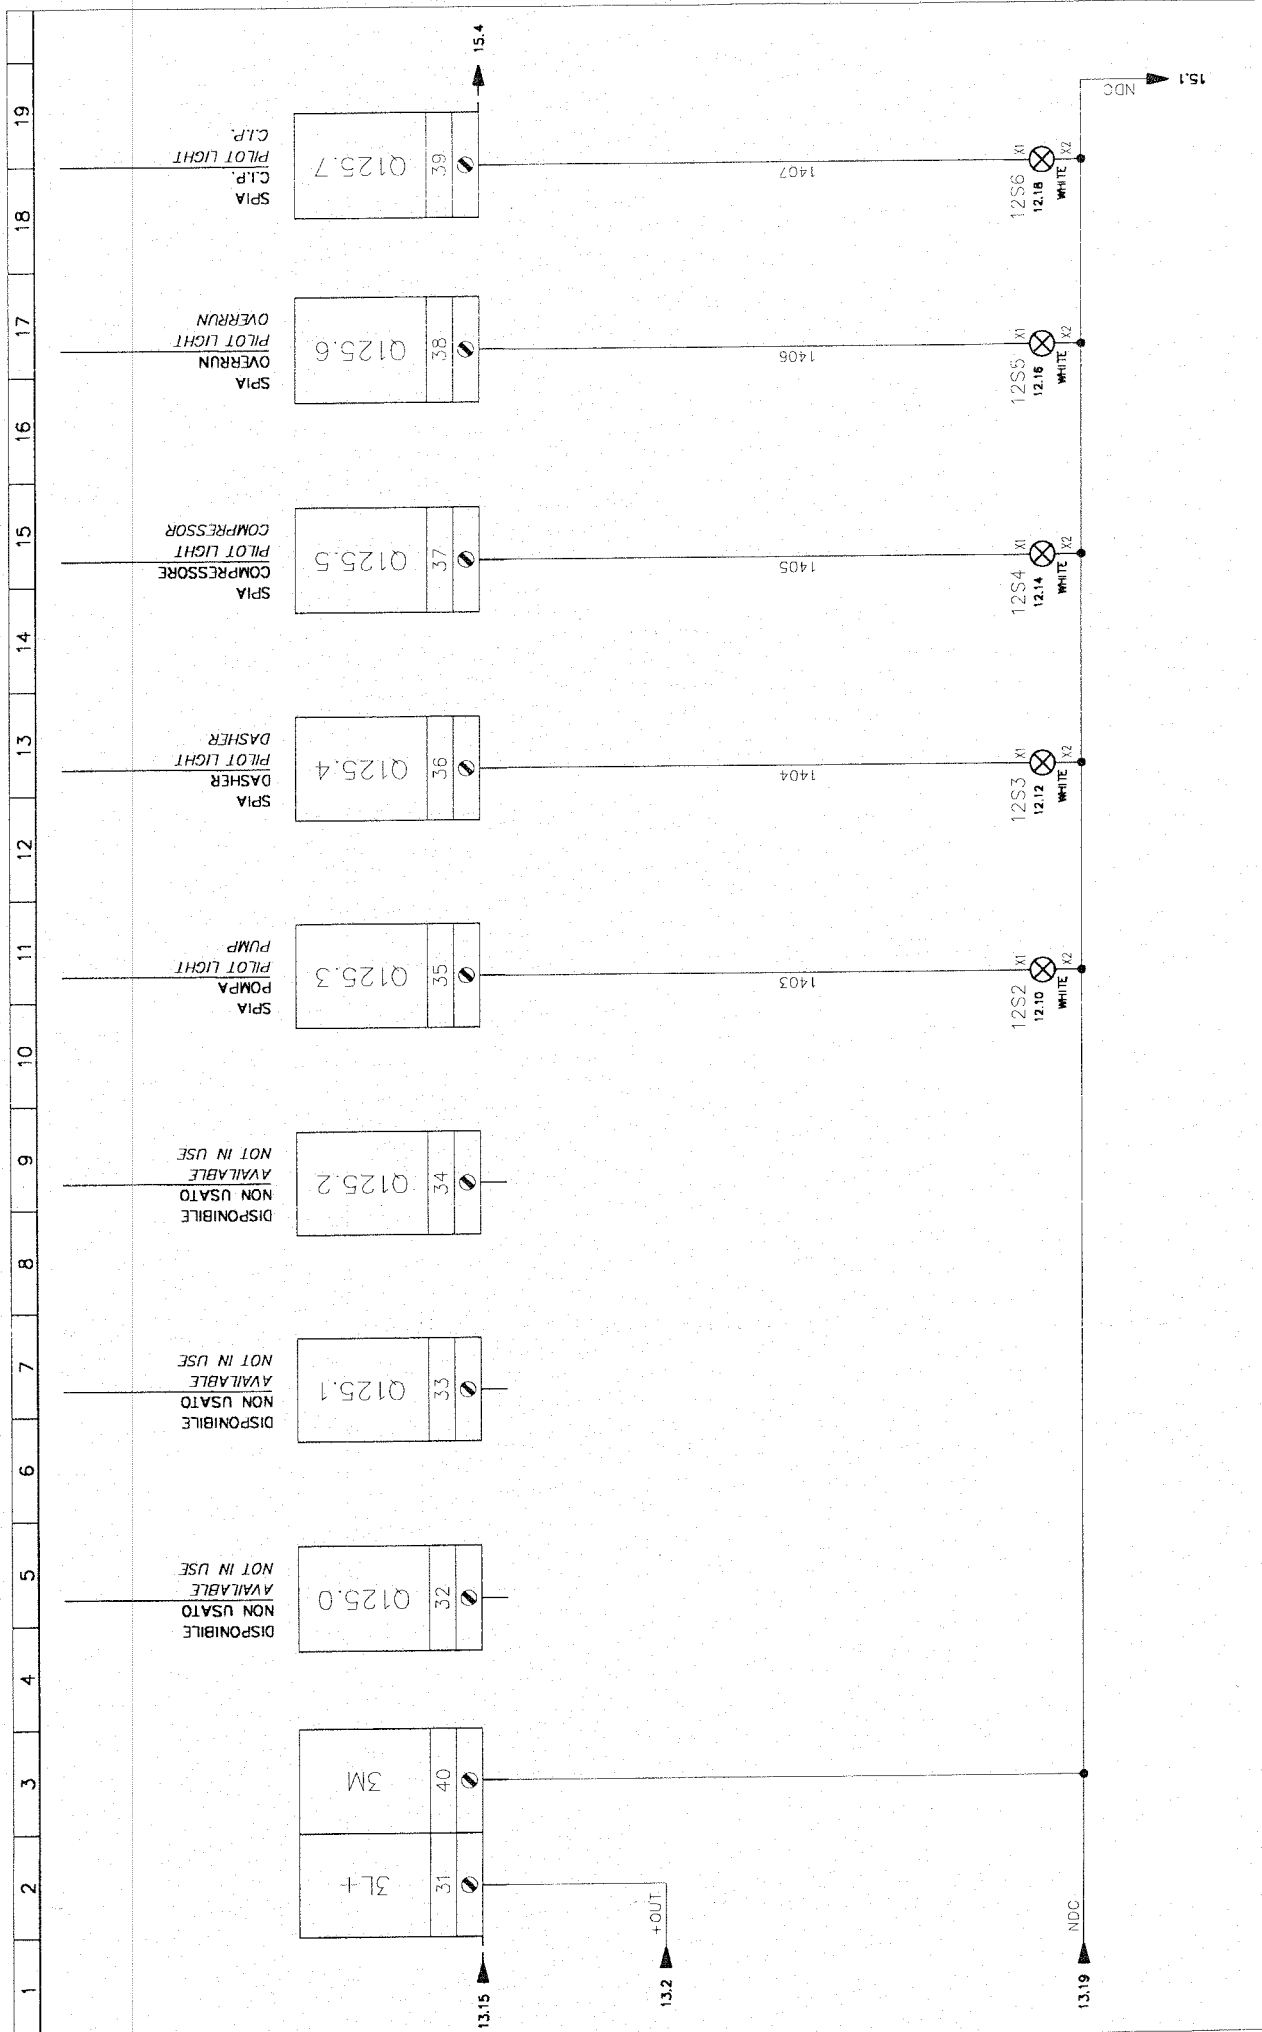 1
2
3
4
5
6
7
8
9
10
11
12
13
14
15
16
17
18
19
DISPONIBILE
NON USATO
AVAILABLE
NOT IN USE
DISPONIBILE
NON USATO
AVAILABLE
NOT IN USE
DISPONIBILE
NON USATO
AVAILABLE
NOT IN USE
SPIA
POMPA
PILOT LIGHT
PUMP
SPIA
DASHER
PILOT LIGHT
DASHER
SPIA
COMPRESSORE
PILOT LIGHT
COMPRESSOR
SPIA
OVERRUN
PILOT LIGHT
OVERRUN
SPIA
C.I.P.
PILOT LIGHT
C.I.P.
3L+
3M
Q125.0
Q125.1
Q125.2
Q125.3
Q125.4
Q125.5
Q125.6
Q125.7
31
40
32
33
34
35
36
37
38
39
13.15
15.4
13.2
+OUT
1403
1404
1405
1406
1407
12S2
12.10
WHITE
X1
X2
12S3
12.12
WHITE
X1
X2
12S4
12.14
WHITE
X1
X2
12S5
12.16
WHITE
X1
X2
12S6
12.18
WHITE
X1
X2
13.19
NDC
NDC
15.1